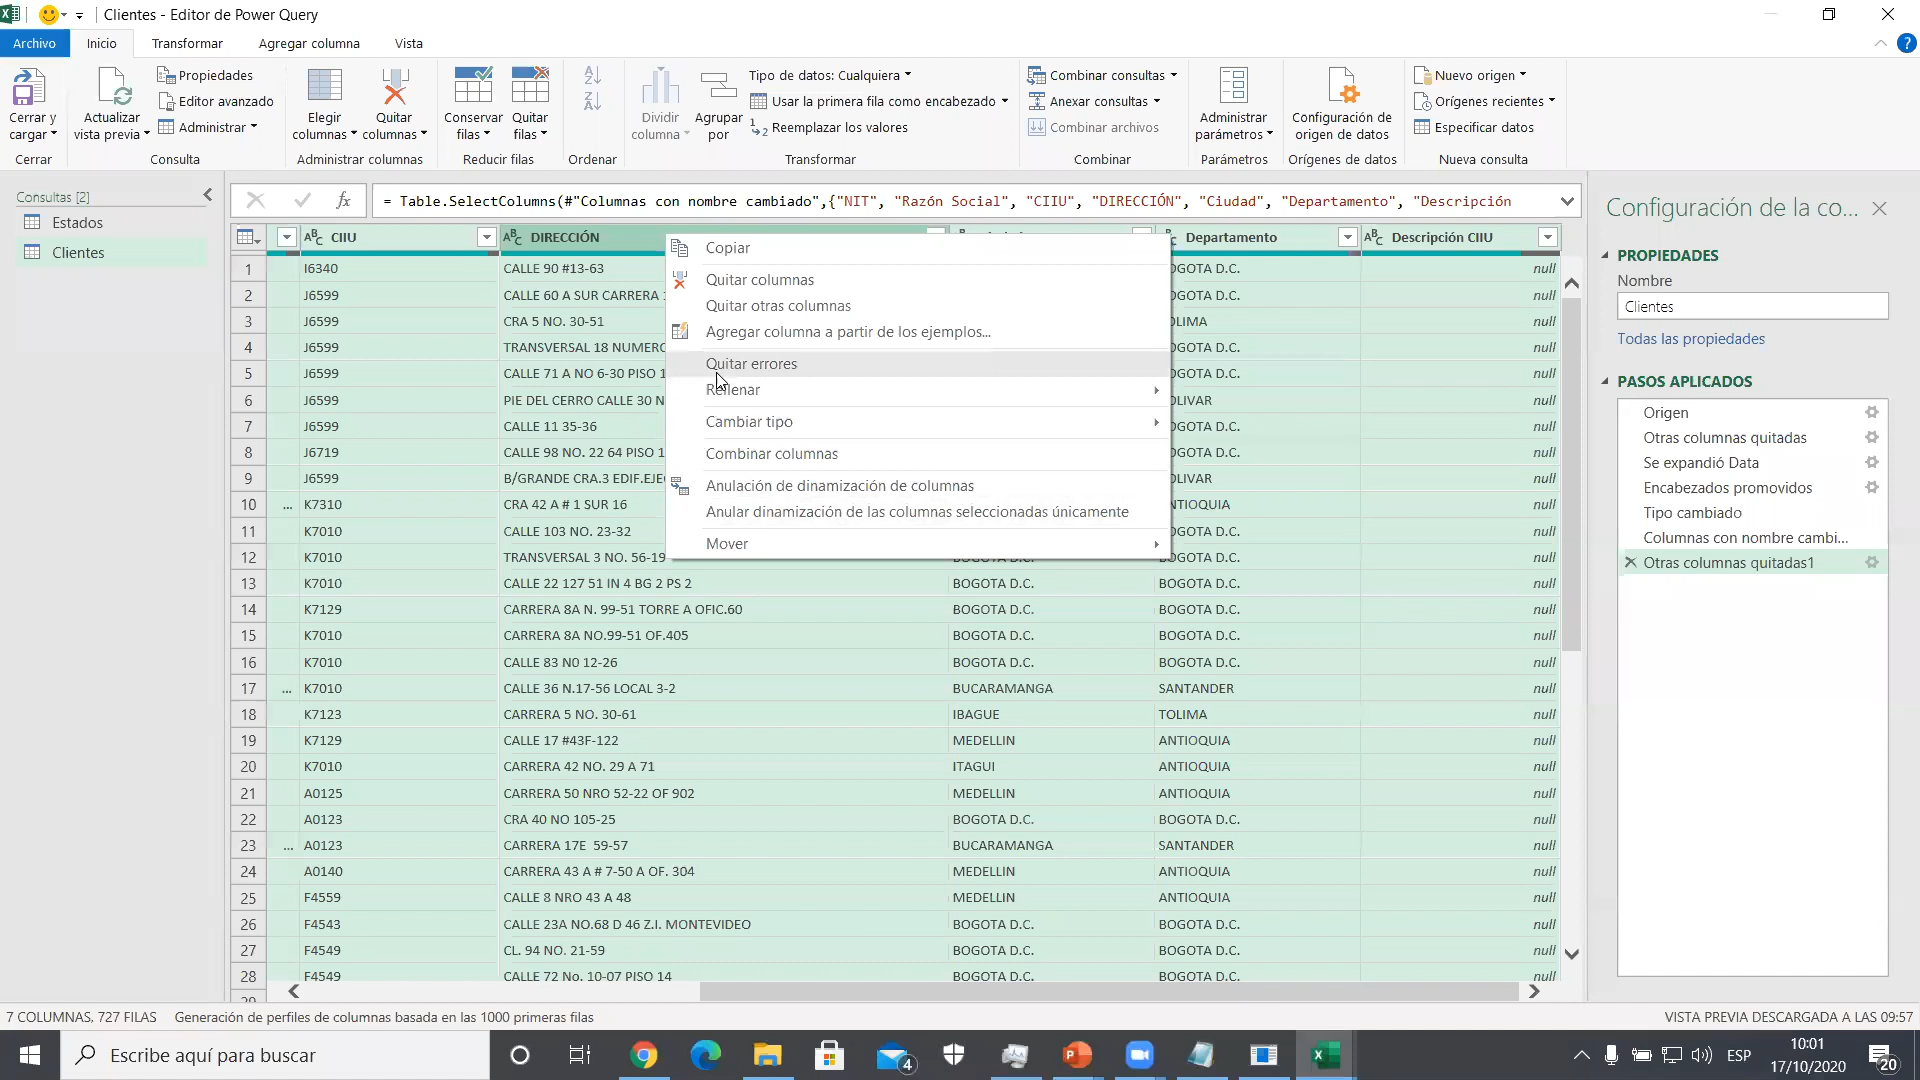 Clientes - Editor de Power Query
Archivo
Inicio
Transformar
Agregar columna
Vista
Cerrar y
cargar
Actualizar
vista previa
Propiedades
Editor avanzado
Administrar
Elegir
columnas
Quitar
columnas
Conservar
filas
Quitar
filas
Dividir
columna
Agrupar
por
Tipo de datos: Cualquiera
Usar la primera fila como encabezado
Reemplazar los valores
Combinar consultas
Anexar consultas
Combinar archivos
Administrar
parámetros
Configuración de
origen de datos
Nuevo origen
Orígenes recientes
Especificar datos
Cerrar
Consulta
Administrar columnas
Reducir filas
Ordenar
Transformar
Combinar
Parámetros
Orígenes de datos
Nueva consulta
Consultas [2]
Estados
Clientes
= Table.SelectColumns(#"Columnas con nombre cambiado",{"NIT", "Razón Social", "CIIU", "DIRECCIÓN", "Ciudad", "Departamento", "Descripción
CIIU DIRECCIÓN Departamento Descripción CIIU
1 I6340 CALLE 90 #13-63 OGOTA D.C. null
2 J6599 CALLE 60 A SUR CARRERA OGOTA D.C. null
3 J6599 CRA 5 NO. 30-51 OLIMA null
4 J6599 TRANSVERSAL 18 NUMERO OGOTA D.C. null
5 J6599 CALLE 71 A NO 6-30 PISO 1 OGOTA D.C. null
6 J6599 PIE DEL CERRO CALLE 30 N OLIVAR null
7 J6599 CALLE 11 35-36 OGOTA D.C. null
8 J6719 CALLE 98 NO. 22 64 PISO 1 OGOTA D.C. null
9 J6599 B/GRANDE CRA.3 EDIF.EJE OLIVAR null
10 ... K7310 CRA 42 A # 1 SUR 16 NTIOQUIA null
11 K7010 CALLE 103 NO. 23-32 OGOTA D.C. null
12 K7010 TRANSVERSAL 3 NO. 56-19 OGOTA D.C. null
13 K7010 CALLE 22 127 51 IN 4 BG 2 PS 2 BOGOTA D.C. BOGOTA D.C. null
14 K7129 CARRERA 8A N. 99-51 TORRE A OFIC.60 BOGOTA D.C. BOGOTA D.C. null
15 K7010 CARRERA 8A NO.99-51 OF.405 BOGOTA D.C. BOGOTA D.C. null
16 K7010 CALLE 83 N0 12-26 BOGOTA D.C. BOGOTA D.C. null
17 ... K7010 CALLE 36 N.17-56 LOCAL 3-2 BUCARAMANGA SANTANDER null
18 K7123 CARRERA 5 NO. 30-61 IBAGUE TOLIMA null
19 K7129 CALLE 17 #43F-122 MEDELLIN ANTIOQUIA null
20 K7010 CARRERA 42 NO. 29 A 71 ITAGUI ANTIOQUIA null
21 A0125 CARRERA 50 NRO 52-22 OF 902 MEDELLIN ANTIOQUIA null
22 A0123 CRA 40 NO 105-25 BOGOTA D.C. BOGOTA D.C. null
23 ... A0123 CARRERA 17E 59-57 BUCARAMANGA SANTANDER null
24 A0140 CARRERA 43 A # 7-50 A OF. 304 MEDELLIN ANTIOQUIA null
25 F4559 CALLE 8 NRO 43 A 48 MEDELLIN ANTIOQUIA null
26 F4543 CALLE 23A NO.68 D 46 Z.I. MONTEVIDEO BOGOTA D.C. BOGOTA D.C. null
27 F4549 CL. 94 NO. 21-59 BOGOTA D.C. BOGOTA D.C. null
28 F4549 CALLE 72 No. 10-07 PISO 14 BOGOTA D.C. BOGOTA D.C. null
29
Copiar
Quitar columnas
Quitar otras columnas
Agregar columna a partir de los ejemplos...
Quitar errores
Rellenar
Cambiar tipo
Combinar columnas
Anulación de dinamización de columnas
Anular dinamización de las columnas seleccionadas únicamente
Mover
Configuración de la co...
PROPIEDADES
Nombre
Clientes
Todas las propiedades
PASOS APLICADOS
Origen
Otras columnas quitadas
Se expandió Data
Encabezados promovidos
Tipo cambiado
Columnas con nombre cambi...
Otras columnas quitadas1
7 COLUMNAS, 727 FILAS Generación de perfiles de columnas basada en las 1000 primeras filas
VISTA PREVIA DESCARGADA A LAS 09:57
Escribe aquí para buscar
4
ESP
10:01
17/10/2020
20